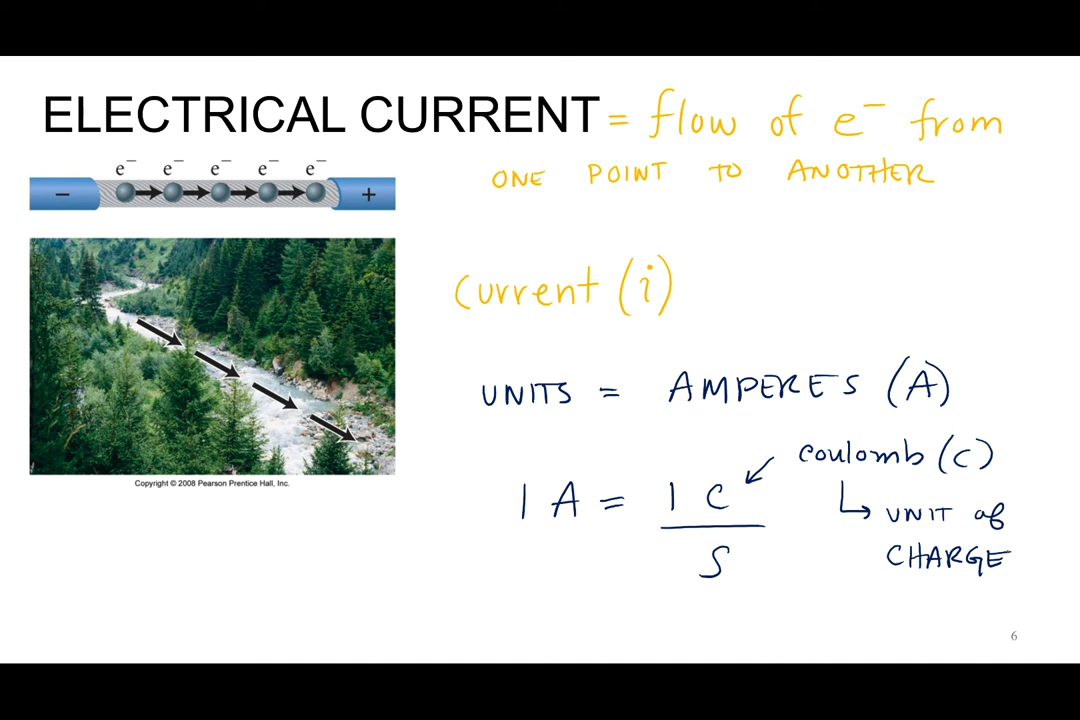 ELECTRICAL CURRENT = flow of e⁻ from
ONE POINT TO ANOTHER
e⁻ e⁻ e⁻ e⁻ e⁻
− +
current (i)
UNITS = AMPERES (A)
coulomb (C)
↳ UNIT of
CHARGE
1 A = 1 C
S
Copyright © 2008 Pearson Prentice Hall, Inc.
6